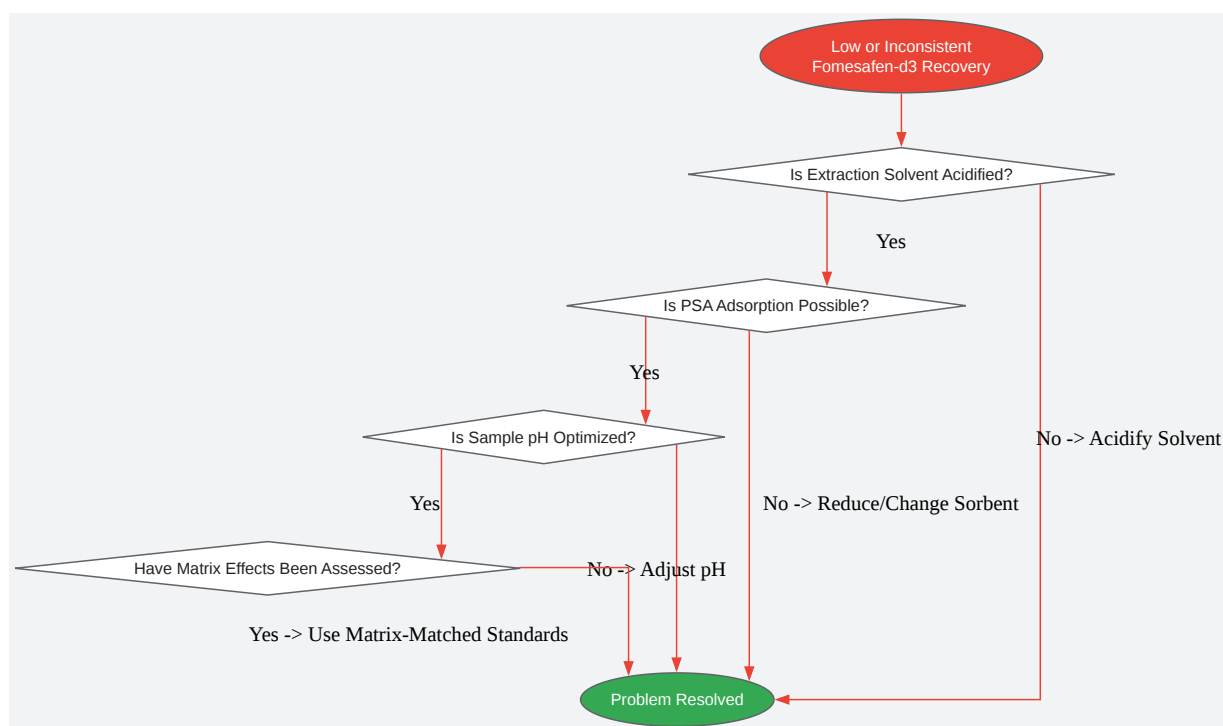 Low or Inconsistent
Fomesafen-d3 Recovery
Is Extraction Solvent Acidified?
Yes
Is PSA Adsorption Possible?
Yes
Is Sample pH Optimized?
No -> Acidify Solvent
Yes
No -> Reduce/Change Sorbent
Have Matrix Effects Been Assessed?
No -> Adjust pH
Yes -> Use Matrix-Matched Standards
Problem Resolved